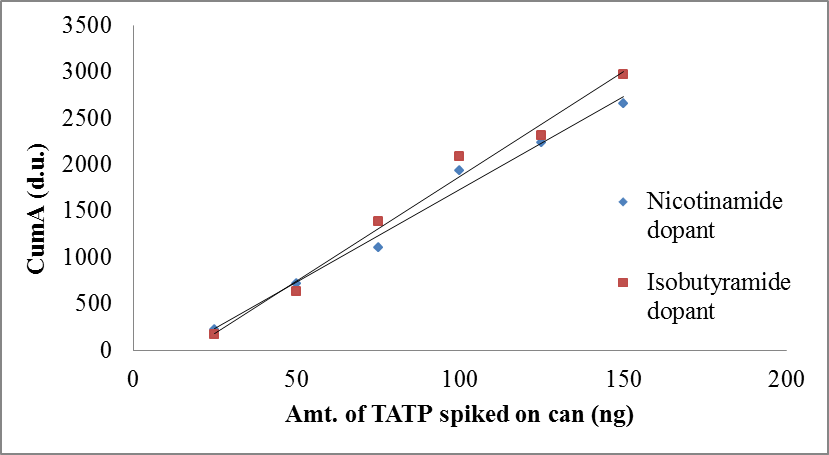 3500
3000
2500
2000
1500
1000
500
0
CumA (d.u.)
0 50 100 150 200
Amt. of TATP spiked on can (ng)
Nicotinamide
dopant
Isobutyramide
dopant